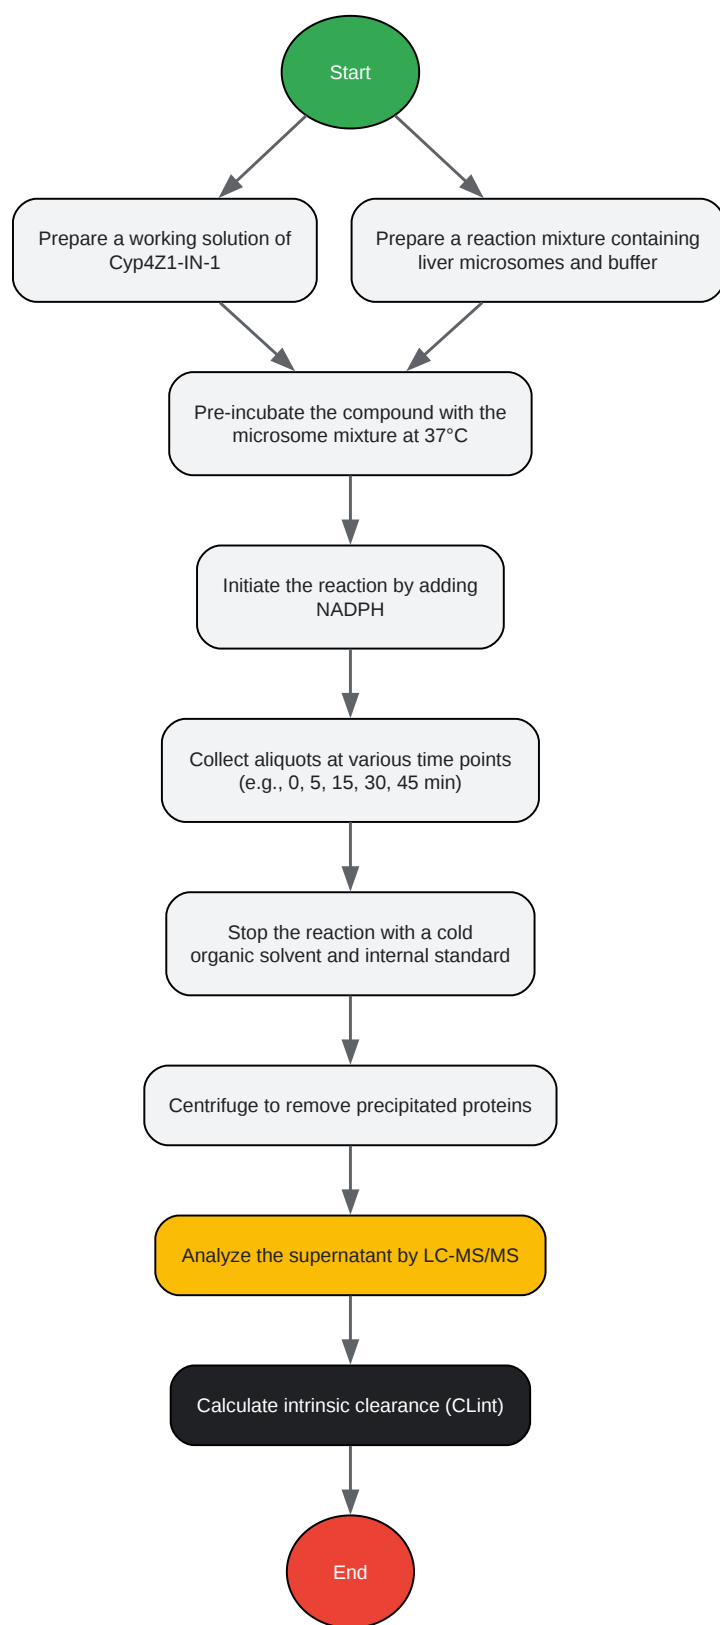 Start
Prepare a working solution of
Cyp4Z1-IN-1
Prepare a reaction mixture containing
liver microsomes and buffer
Pre-incubate the compound with the
microsome mixture at 37°C
Initiate the reaction by adding
NADPH
Collect aliquots at various time points
(e.g., 0, 5, 15, 30, 45 min)
Stop the reaction with a cold
organic solvent and internal standard
Centrifuge to remove precipitated proteins
Analyze the supernatant by LC-MS/MS
Calculate intrinsic clearance (CLint)
End